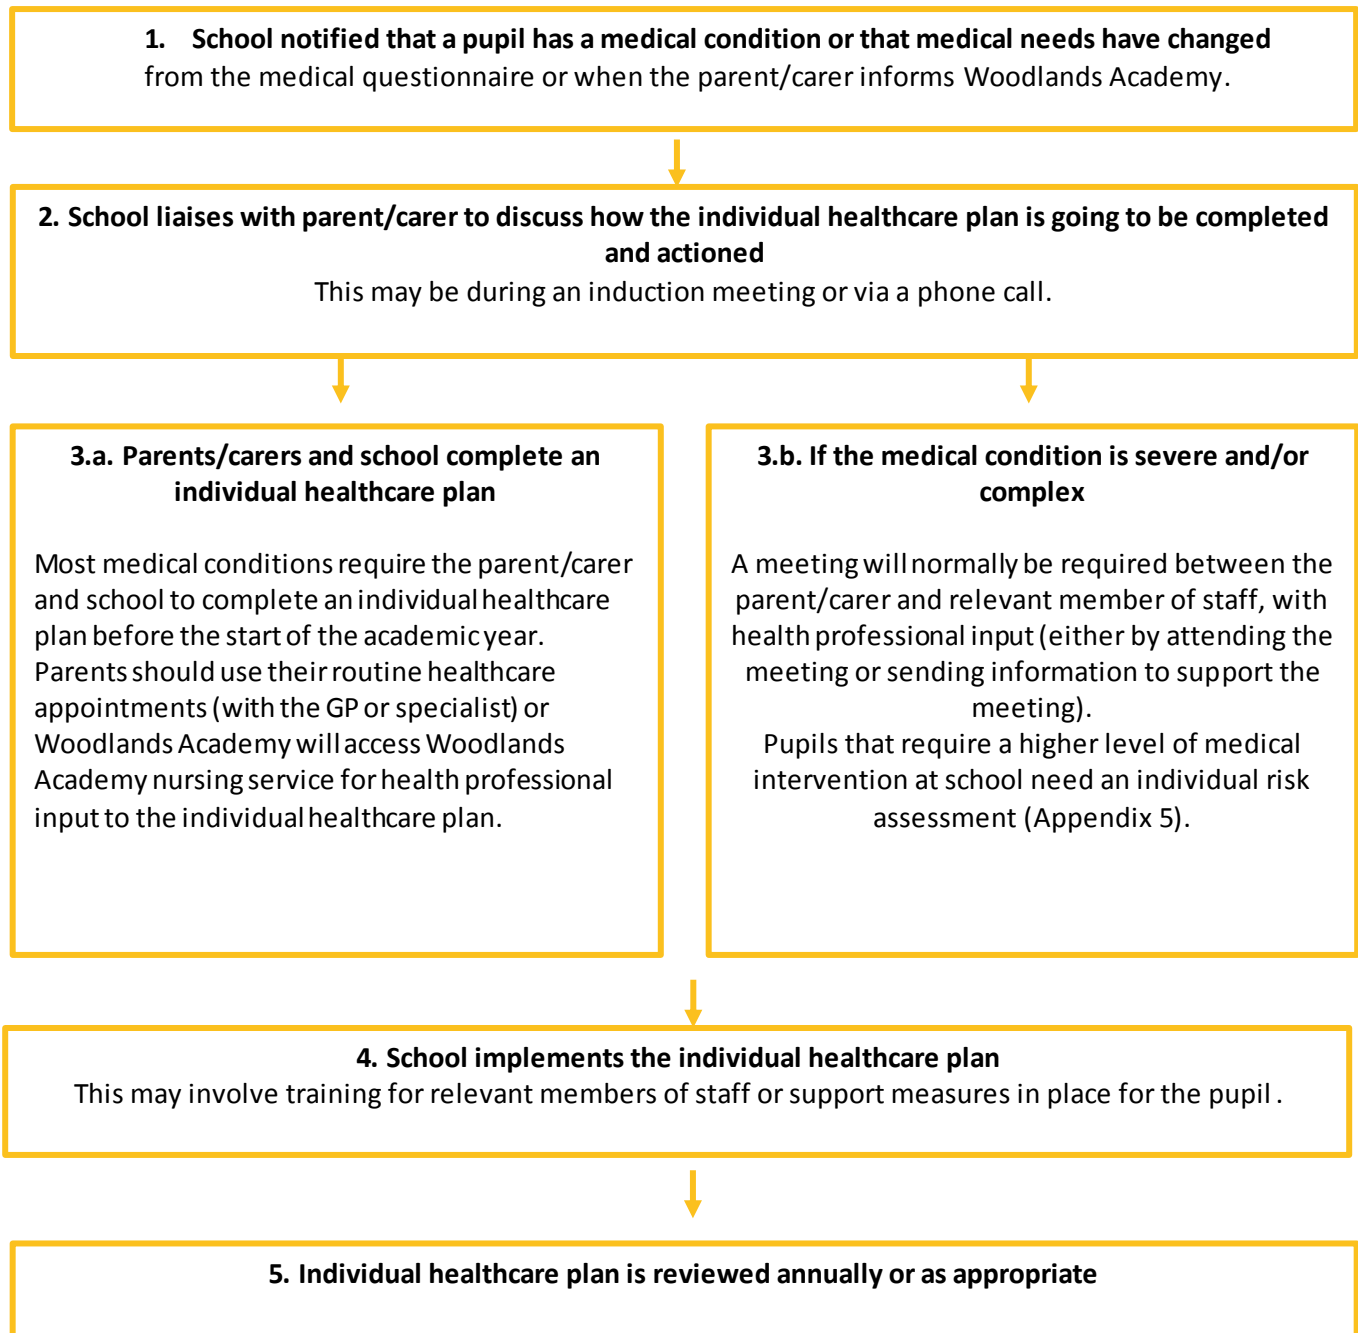 1. School notified that a pupil has a medical condition or that medical needs have changed
from the medical questionnaire or when the parent/carer informs Woodlands Academy.
2. School liaises with parent/carer to discuss how the individual healthcare plan is going to be completed
and actioned
This may be during an induction meeting or via a phone call.
3.a. Parents/carers and school complete an
individual healthcare plan
Most medical conditions require the parent/carer
and school to complete an individual healthcare
plan before the start of the academic year.
Parents should use their routine healthcare
appointments (with the GP or specialist) or
Woodlands Academy will access Woodlands
Academy nursing service for health professional
input to the individual healthcare plan.
3.b. If the medical condition is severe and/or
complex
A meeting will normally be required between the
parent/carer and relevant member of staff, with
health professional input (either by attending the
meeting or sending information to support the
meeting).
Pupils that require a higher level of medical
intervention at school need an individual risk
assessment (Appendix 5).
4. School implements the individual healthcare plan
This may involve training for relevant members of staff or support measures in place for the pupil .
5. Individual healthcare plan is reviewed annually or as appropriate